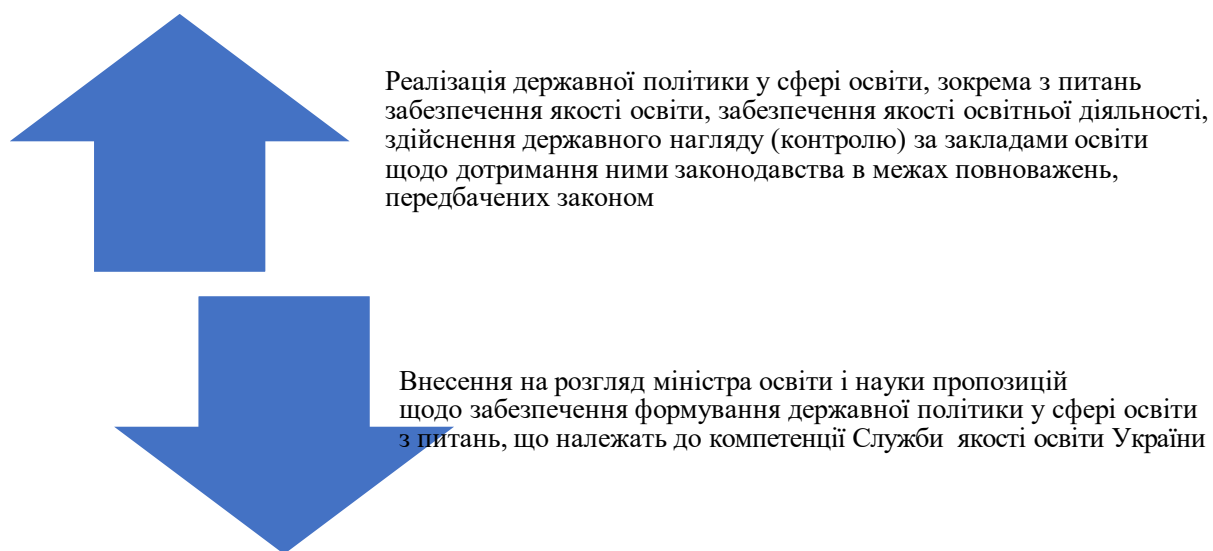 Реалізація державної політики у сфері освіти, зокрема з питань
забезпечення якості освіти, забезпечення якості освітньої діяльності,
здійснення державного нагляду (контролю) за закладами освіти
щодо дотримання ними законодавства в межах повноважень,
передбачених законом
Внесення на розгляд міністра освіти і науки пропозицій
щодо забезпечення формування державної політики у сфері освіти
з питань, що належать до компетенції Служби якості освіти України